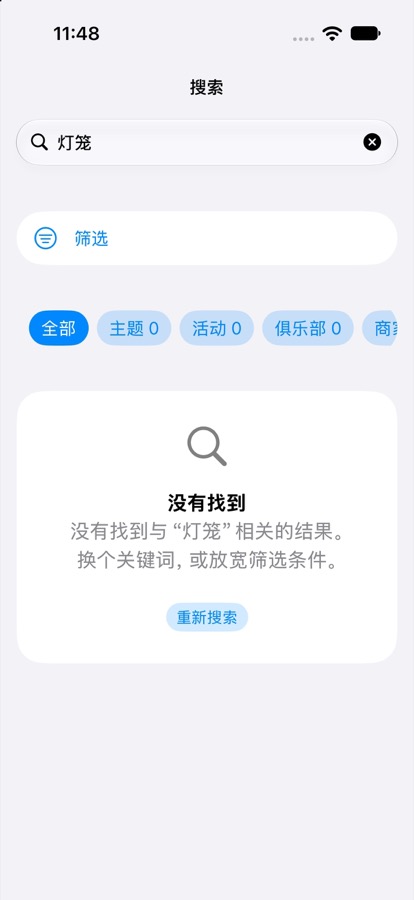 11:48
搜索
灯笼
筛选
全部 主题 0 活动 0 俱乐部 0 商
没有找到
没有找到与“灯笼”相关的结果。
换个关键词，或放宽筛选条件。
重新搜索